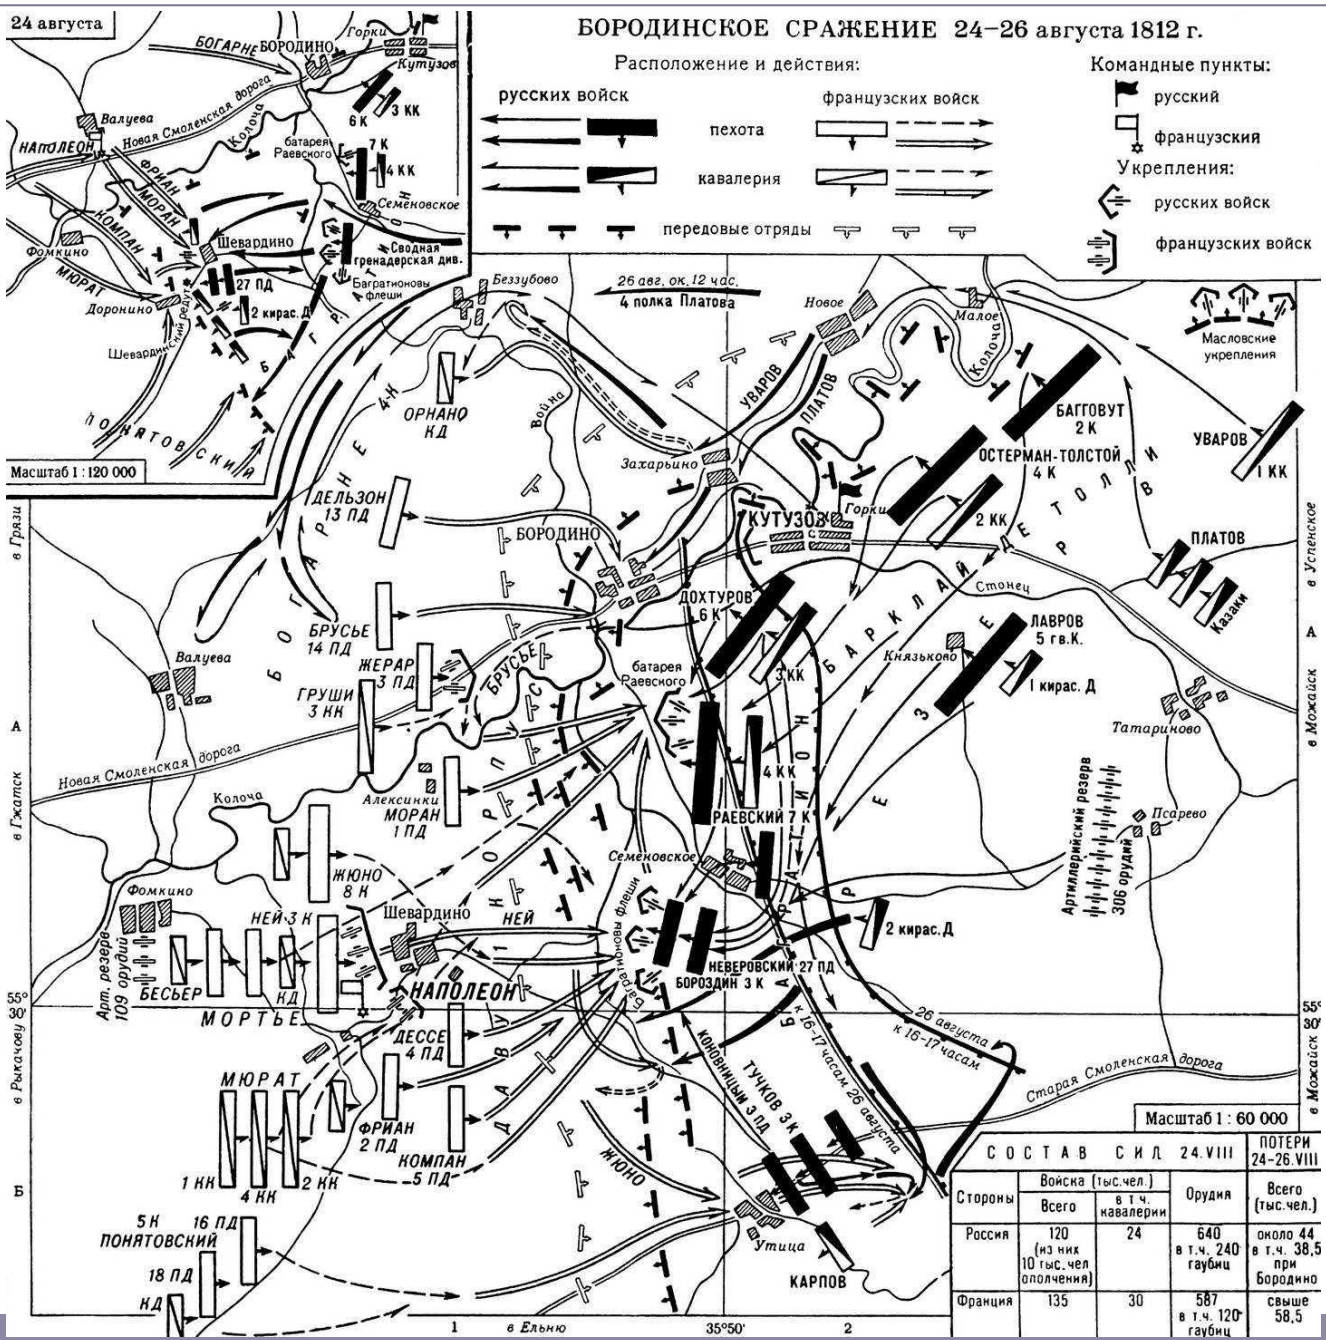 24 августа
БОРОДИНСКОЕ СРАЖЕНИЕ 24–26 августа 1812 г.
Расположение и действия:
русских войск
французских войск
пехота
кавалерия
передовые отряды
Командные пункты:
русский
французский
Укрепления:
русских войск
французских войск
БОГАРНЕ
БОРОДИНО
Горки
Кутузов
Валуева
НАПОЛЕОН
Новая Смоленская дорога
Колоча
6 К
3 КК
батарея
Раевского
7 К
4 КК
Семеновское
ФРИАН
МОРАН
КОМПАН
МЮРАТ
Фомкино
Шевардино
Сводная
гренадерская див.
Багратионовы
флеши
27 ПД
2 кирас. Д
Доронино
Шевардинский редут
БАГРАТИОН
ПОНЯТОВСКИЙ
Масштаб 1 : 120 000
Беззубово
26 авг. ок. 12 час.
4 полка Платова
Новое
Малое
Колоча
Масловские
укрепления
4-К
ОРНАНО
КД
Война
УВАРОВ
ПЛАТОВ
БАГГОВУТ
2 К
УВАРОВ
1 КК
ОСТЕРМАН-ТОЛСТОЙ
4 К
Захарьино
ДЕЛЬЗОН
13 ПД
БОРОДИНО
КУТУЗОВ
Горки
2 КК
БАРКЛАЙ ДЕ ТОЛЛИ
РЕЗЕРВ
ПЛАТОВ
Казаки
Стонец
в Грязи
в Успенское
БОГАРНЕ
ДОХТУРОВ
6 К
ЛАВРОВ
5 гв.К.
Князьково
1 кирас. Д
БРУСЬЕ
14 ПД
ЖЕРАР
3 ПД
БРУСЬЕ
батарея
Раевского
3 КК
Валуева
ГРУШИ
3 КК
Татариново
А
А
в Можайск
Новая Смоленская дорога
4 КК
Колоча
Алексинки
МОРАН
1 ПД
РАЕВСКИЙ 7 К
в Гжатск
Артиллерийский резерв
306 орудий
Псарево
БАГРАТИОН
Семеновское
ЖЮНО
8 К
Фомкино
НЕЙ 3 К
Шевардино
НЕЙ
1 КОРПУС ДАВУ
Багратионовы флеши
2 кирас. Д
НЕВЕРОВСКИЙ 27 ПД
БОРОЗДИН 3 К
Арт. резерв
109 орудий
БЕСЬЕР
КД
НАПОЛЕОН
МОРТЬЕ
55°
30'
55°
30'
26 августа
к 16–17 часам
к 16–17 часам 26 августа
ДЕССЕ
4 ПД
КОНОВНИЦЫН 3 ПД
ТУЧКОВ 3 К
Старая Смоленская дорога
в Рыкачову
в Можайск
МЮРАТ
ФРИАН
2 ПД
КОМПАН
5 ПД
1 КК
4 КК
2 КК
ЖЮНО
Б
5 К
ПОНЯТОВСКИЙ
16 ПД
18 ПД
КД
Утица
КАРПОВ
Масштаб 1 : 60 000
СОСТАВ СИЛ 24.VIII
ПОТЕРИ
24-26.VIII
Стороны
Войска (тыс.чел.)
Всего
в т.ч.
кавалерии
Орудия
Всего
(тыс.чел.)
Россия
120
(из них
10 тыс.чел
ополчения)
24
640
в т.ч. 240
гаубиц
около 44
в т.ч. 38,5
при
Бородино
Франция
135
30
587
в т.ч. 120
гаубиц
свыше
58,5
1
в Ельню
35°50'
2